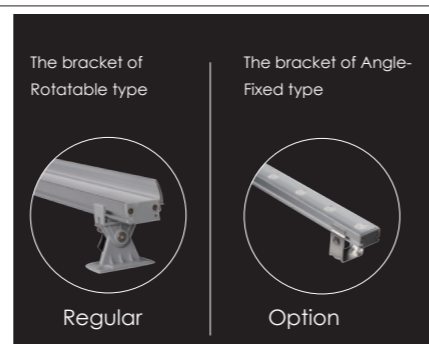 The bracket of
Rotatable type
Regular
The bracket of Angle-
Fixed type
Option